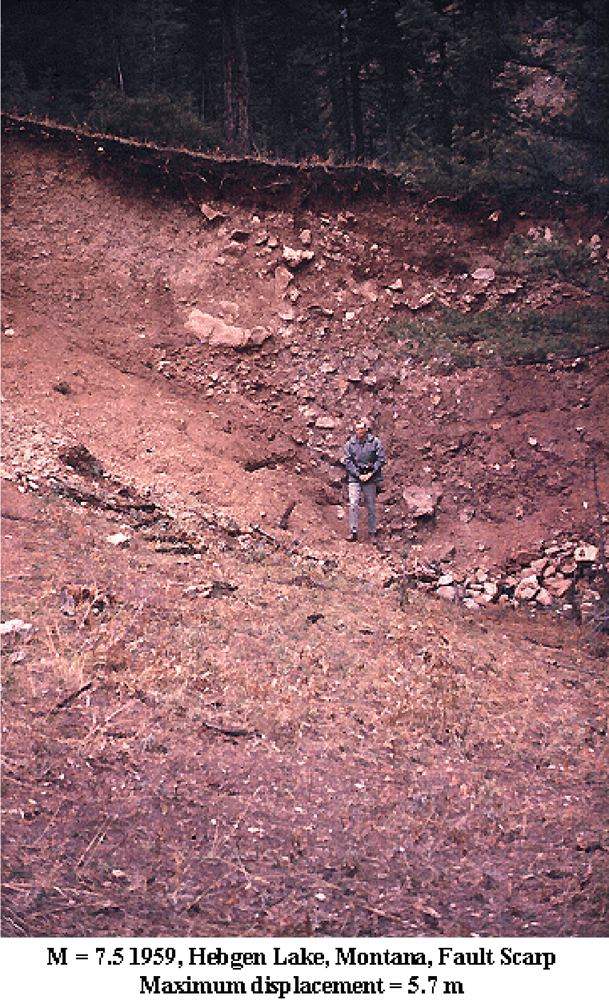 M = 7.5 1959, Hebgen Lake, Montana, Fault Scarp
Maximum displacement = 5.7 m